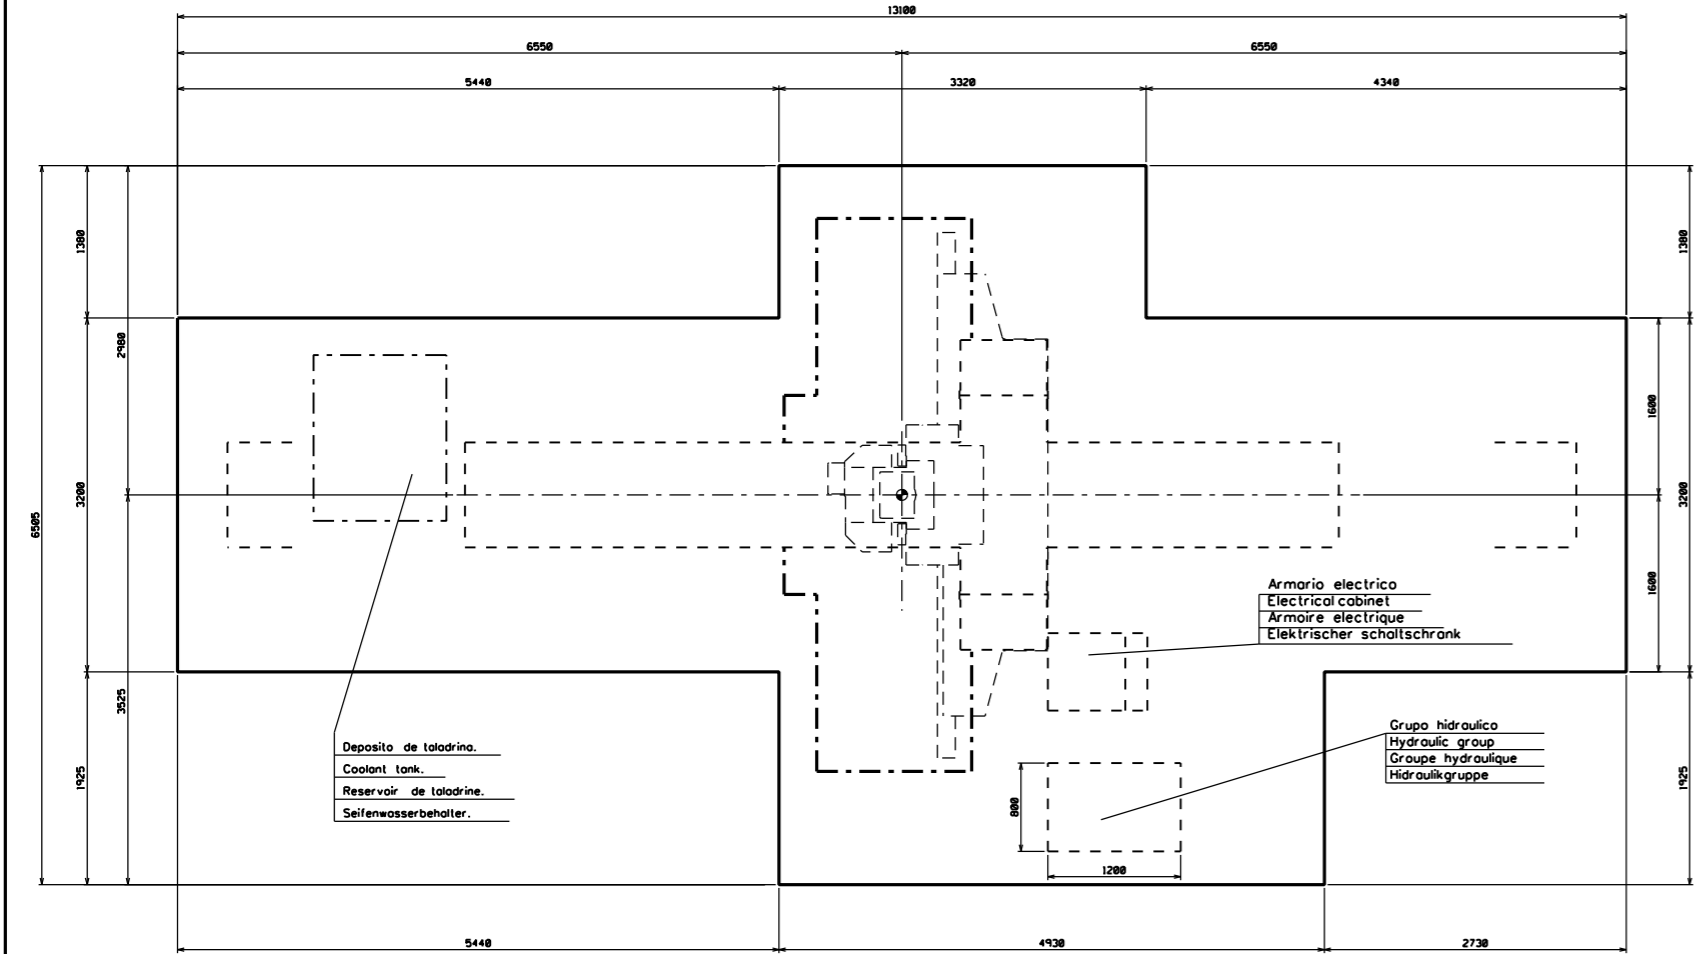 13100
6550
6550
5440
3320
4340
1380
1380
2980
1600
3200
3200
6505
1600
Armario electrico
Electrical cabinet
Armoire electrique
Elektrischer schaltschrank
3525
Grupo hidraulico
Hydraulic group
Groupe hydraulique
Hidraulikgruppe
Deposito de taladrina.
Coolant tank.
Reservoir de taladrine.
Seifenwasserbehalter.
1925
1925
800
1200
5440
4930
2730